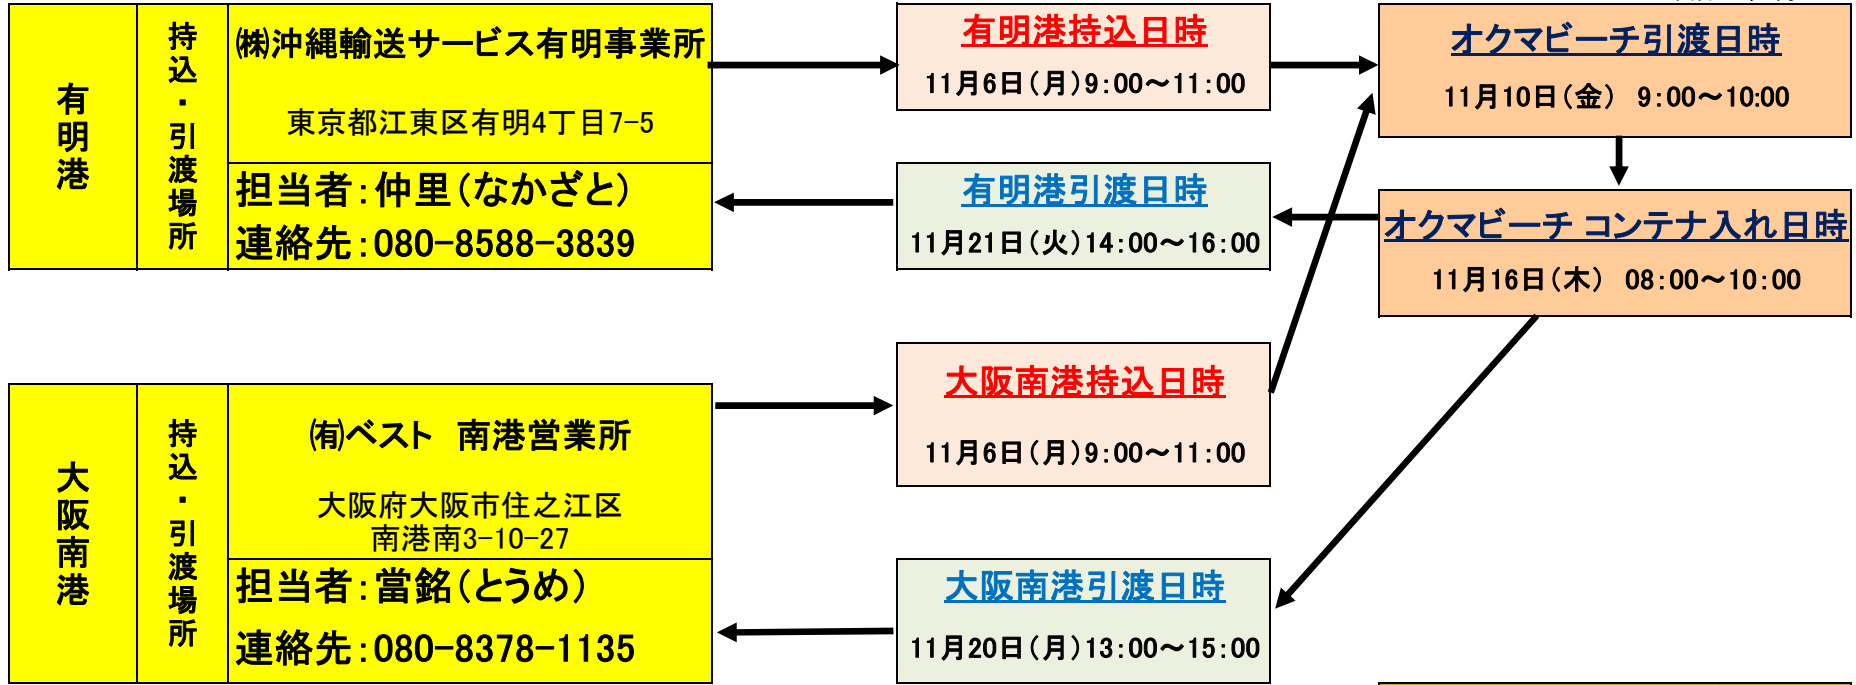 有明港
持込・引渡場所
㈱沖縄輸送サービス有明事業所
東京都江東区有明4丁目7-5
担当者:仲里(なかざと)
連絡先:080-8588-3839
有明港持込日時
11月6日(月)9:00～11:00
有明港引渡日時
11月21日(火)14:00～16:00
オクマビーチ引渡日時
11月10日(金) 9:00～10:00
オクマビーチ コンテナ入れ日時
11月16日(木) 08:00～10:00
大阪南港
持込・引渡場所
㈲ベスト 南港営業所
大阪府大阪市住之江区
南港南3-10-27
担当者:當銘(とうめ)
連絡先:080-8378-1135
大阪南港持込日時
11月6日(月)9:00～11:00
大阪南港引渡日時
11月20日(月)13:00～15:00